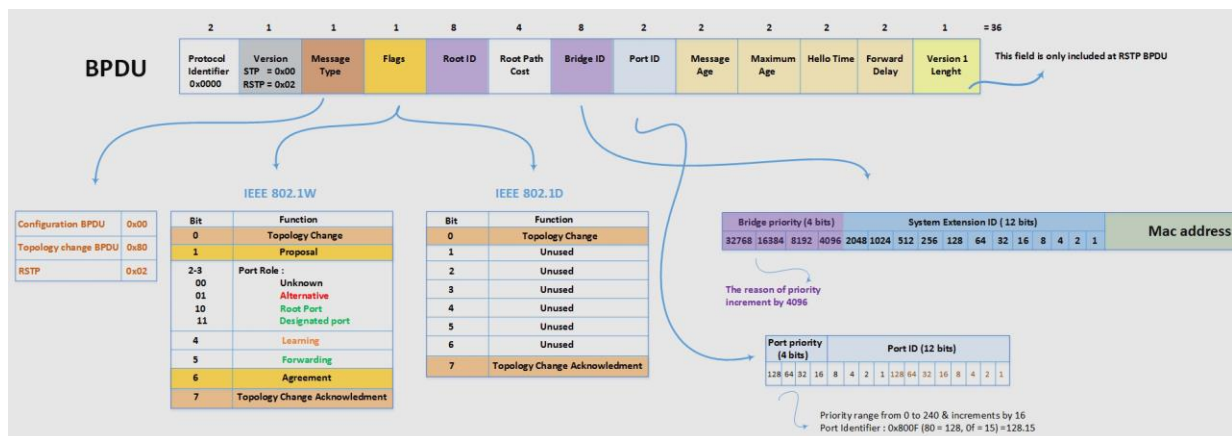 2 1 1 1 8 4 8 2 2 2 2 2 1 = 36
BPDU
Protocol Identifier 0x0000
Version STP = 0x00 RSTP = 0x02
Message Type
Flags
Root ID
Root Path Cost
Bridge ID
Port ID
Message Age
Maximum Age
Hello Time
Forward Delay
Version 1 Lenght
This field is only included at RSTP BPDU
Configuration BPDU 0x00
Topology change BPDU 0x80
RSTP 0x02
IEEE 802.1W
Bit Function
0 Topology Change
1 Proposal
2-3 Port Role :
00 Unknown
01 Alternative
10 Root Port
11 Designated port
4 Learning
5 Forwarding
6 Agreement
7 Topology Change Acknowledment
IEEE 802.1D
Bit Function
0 Topology Change
1 Unused
2 Unused
3 Unused
4 Unused
5 Unused
6 Unused
7 Topology Change Acknowledment
Bridge priority (4 bits) System Extension ID ( 12 bits) Mac address
32768 16384 8192 4096 2048 1024 512 256 128 64 32 16 8 4 2 1
The reason of priority
increment by 4096
Port priority
(4 bits)
Port ID (12 bits)
128 64 32 16 8 4 2 1 128 64 32 16 8 4 2 1
Priority range from 0 to 240 & increments by 16
Port Identifier : 0x800F (80 = 128, 0f = 15) =128.15